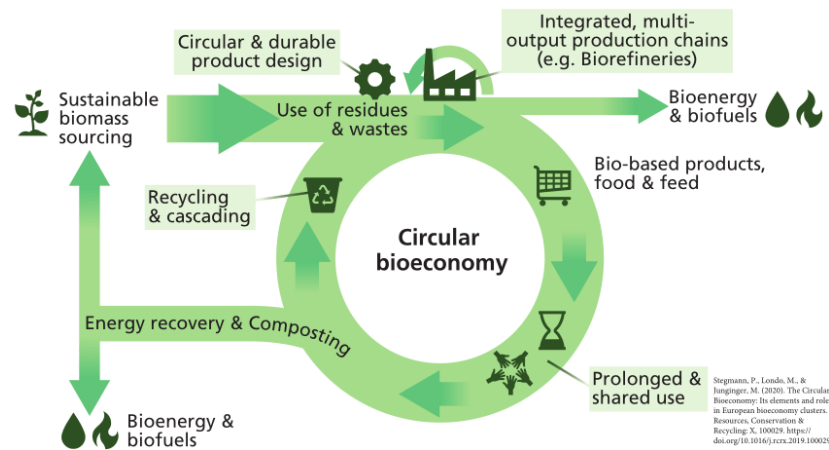 Circular & durable
product design
Integrated, multi-
output production chains
(e.g. Biorefineries)
Sustainable
biomass
sourcing
Use of residues
& wastes
Bioenergy
& biofuels
Bio-based products,
food & feed
Recycling
& cascading
Circular
bioeconomy
Energy recovery & Composting
Prolonged &
shared use
Bioenergy &
biofuels
Stegmann, P., Londo, M., &
Junginger, M. (2020). The Circular
Bioeconomy: Its elements and role
in European bioeconomy clusters.
Resources, Conservation &
Recycling: X, 100029. https://
doi.org/10.1016/j.rcrx.2019.100029